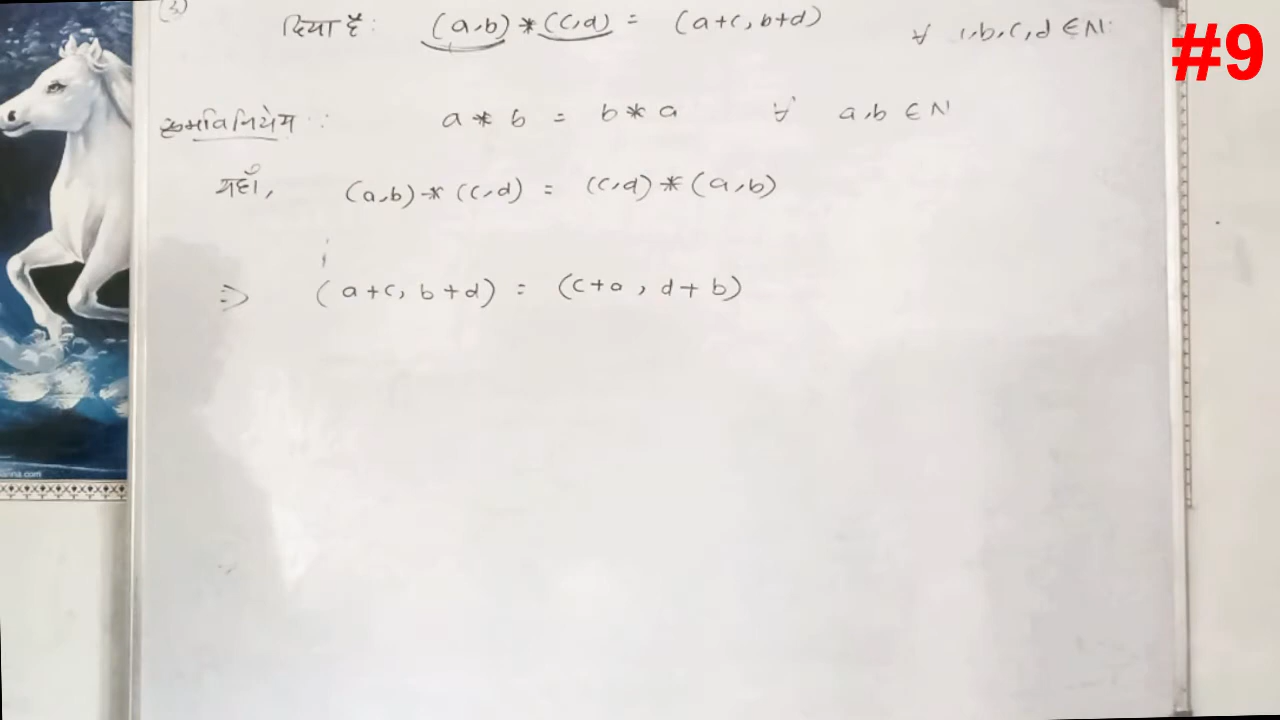 (3)
दिया है: (a,b) * (c,d) = (a+c, b+d) ∀ a,b,c,d ∈ N
#9
क्रमविनिमेय :: a * b = b * a ∀ a,b ∈ N
यहाँ, (a,b) * (c,d) = (c,d) * (a,b)
⇒ (a+c, b+d) = (c+a, d+b)